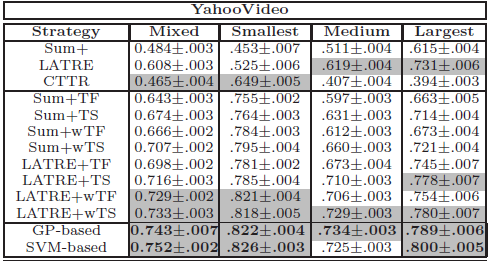 YahooVideo
Strategy Mixed Smallest Medium Largest
Sum+ 0.484±.003 .453±.007 .511±.004 .615±.004
LATRE 0.608±.003 .525±.006 .619±.004 .731±.006
CTTR 0.465±.004 .649±.005 .407±.004 .394±.003
Sum+TF 0.643±.003 .755±.002 .597±.003 .663±.005
Sum+TS 0.674±.003 .764±.003 .631±.003 .714±.004
Sum+wTF 0.666±.002 .784±.003 .612±.003 .673±.004
Sum+wTS 0.707±.002 .795±.004 .660±.003 .721±.004
LATRE+TF 0.698±.002 .781±.002 .673±.004 .745±.007
LATRE+TS 0.716±.003 .785±.004 .710±.003 .778±.007
LATRE+wTF 0.729±.002 .821±.004 .706±.003 .754±.006
LATRE+wTS 0.733±.003 .818±.005 .729±.003 .780±.007
GP-based 0.743±.007 .822±.004 .734±.003 .789±.006
SVM-based 0.752±.002 .826±.003 .725±.003 .800±.005